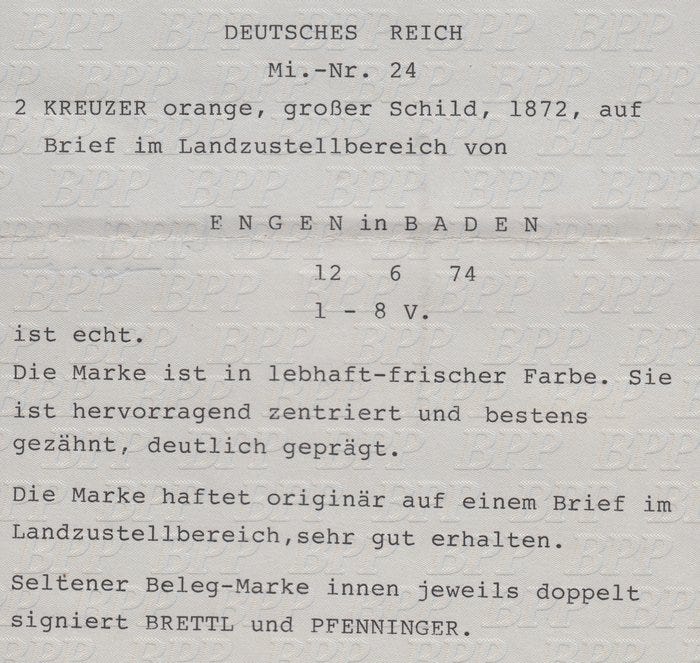 DEUTSCHES REICH
Mi.-Nr. 24
2 KREUZER orange, großer Schild, 1872, auf
Brief im Landzustellbereich von
E N G E N in B A D E N
12 6 74
1 - 8 V.
ist echt.
Die Marke ist in lebhaft-frischer Farbe. Sie
ist hervorragend zentriert und bestens
gezähnt, deutlich geprägt.
Die Marke haftet originär auf einem Brief im
Landzustellbereich,sehr gut erhalten.
Seltener Beleg-Marke innen jeweils doppelt
signiert BRETTL und PFENNINGER.